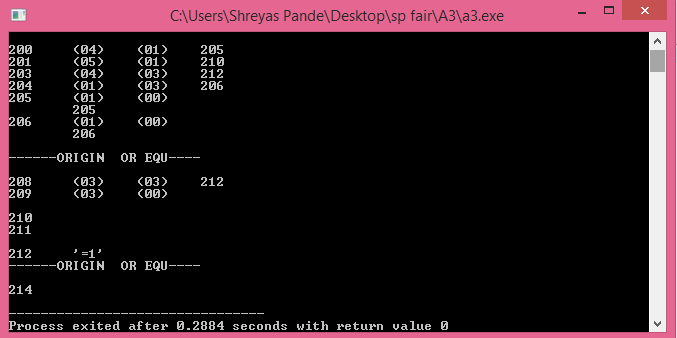 C:\Users\Shreyas Pande\Desktop\sp fair\A3\a3.exe
200 (04) (01) 205
201 (05) (01) 210
203 (04) (03) 212
204 (01) (03) 206
205 (01) (00)
205
206 (01) (00)
206
------ORIGIN OR EQU----
208 (03) (03) 212
209 (03) (00)
210
211
212 '=1'
------ORIGIN OR EQU----
214
--------------------------------
Process exited after 0.2884 seconds with return value 0